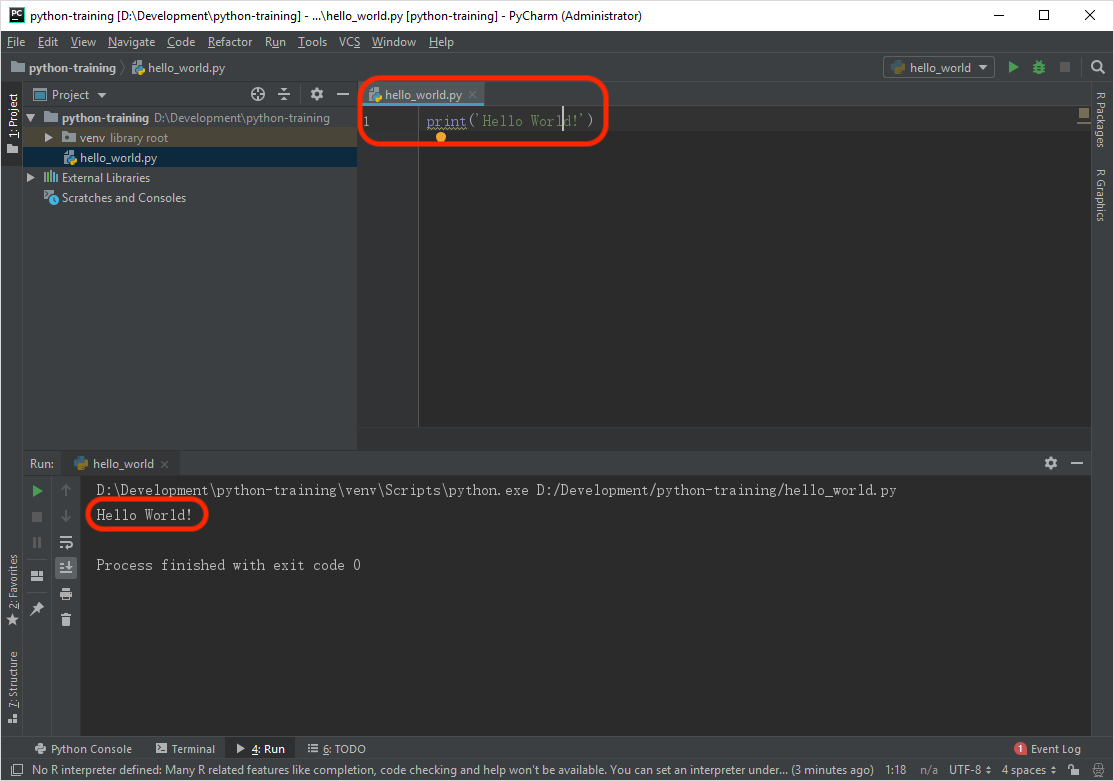 PC python-training [D:\Development\python-training] - ...\hello_world.py [python-training] - PyCharm (Administrator)
File Edit View Navigate Code Refactor Run Tools VCS Window Help
python-training hello_world.py
hello_world
1: Project
Project
hello_world.py
python-training D:\Development\python-training
venv library root
hello_world.py
External Libraries
Scratches and Consoles
1 print('Hello World!')
R Packages
R Graphics
Run: hello_world
D:\Development\python-training\venv\Scripts\python.exe D:/Development/python-training/hello_world.py
Hello World!
Process finished with exit code 0
2: Favorites
7: Structure
Python Console Terminal 4: Run 6: TODO 1 Event Log
No R interpreter defined: Many R related features like completion, code checking and help won't be available. You can set an interpreter under... (3 minutes ago) 1:18 n/a UTF-8 4 spaces